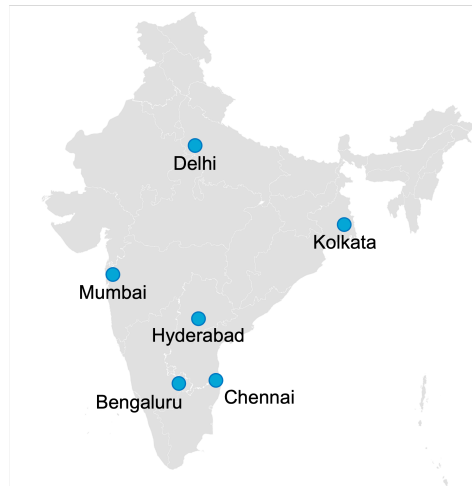 Delhi
Kolkata
Mumbai
Hyderabad
Bengaluru
Chennai